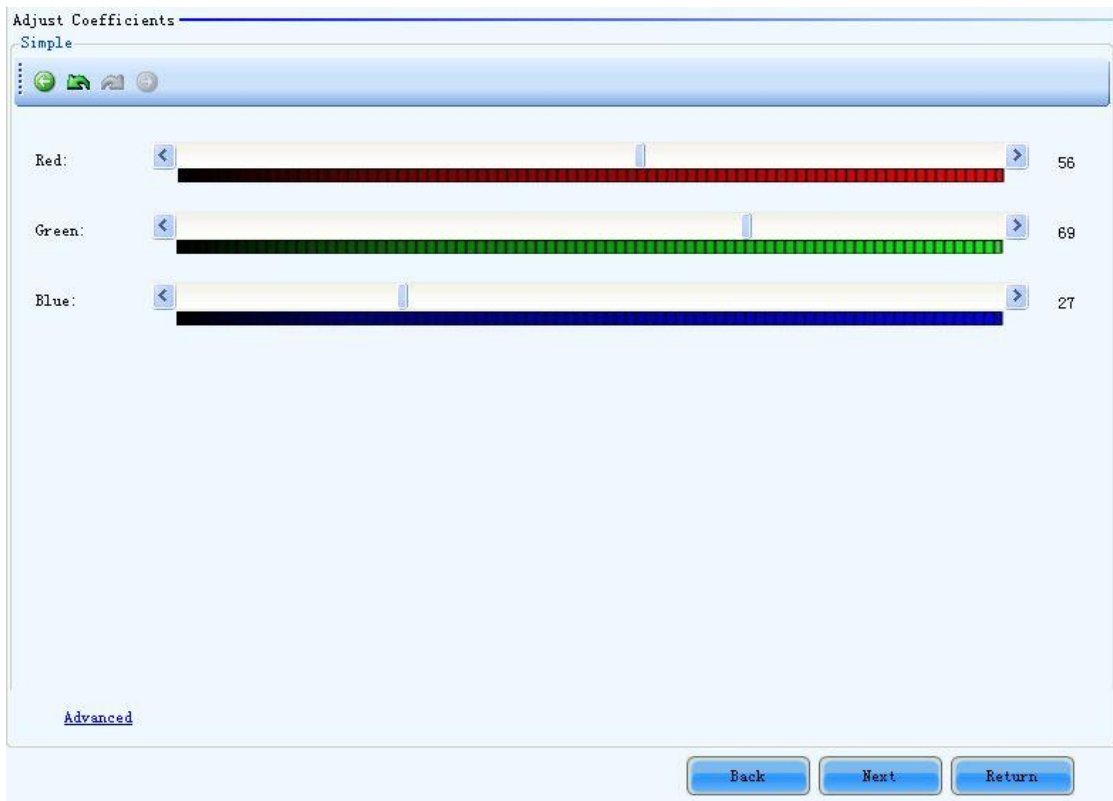 Adjust Coefficients
Simple
Red: 56
Green: 69
Blue: 27
Advanced
Back Next Return